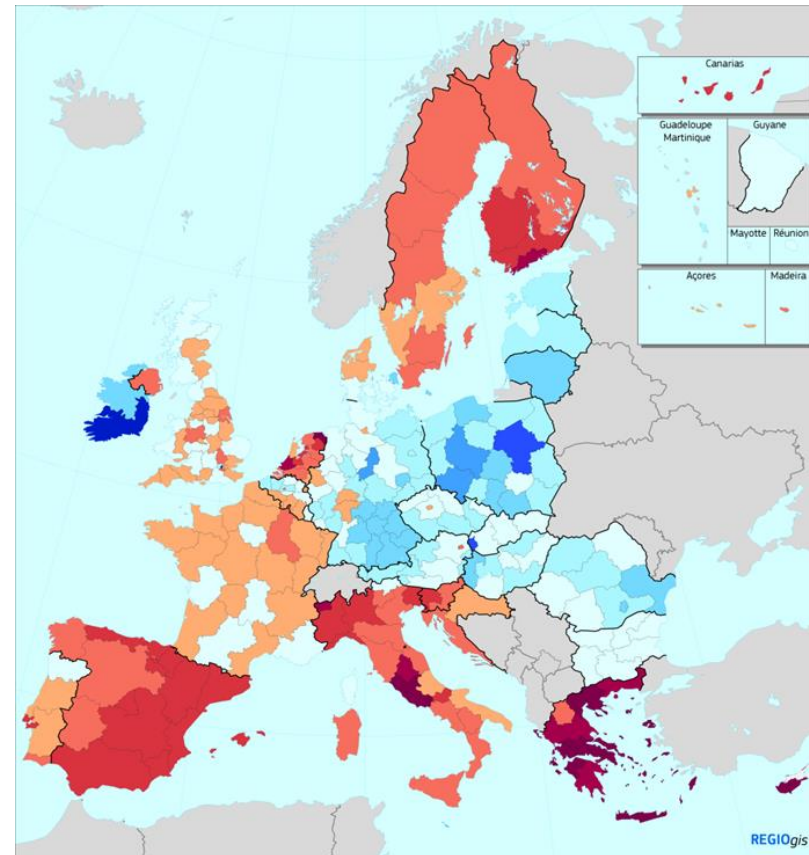 Canarias
Guadeloupe
Martinique
Guyane
Mayotte
Réunion
Açores
Madeira
REGIOgis